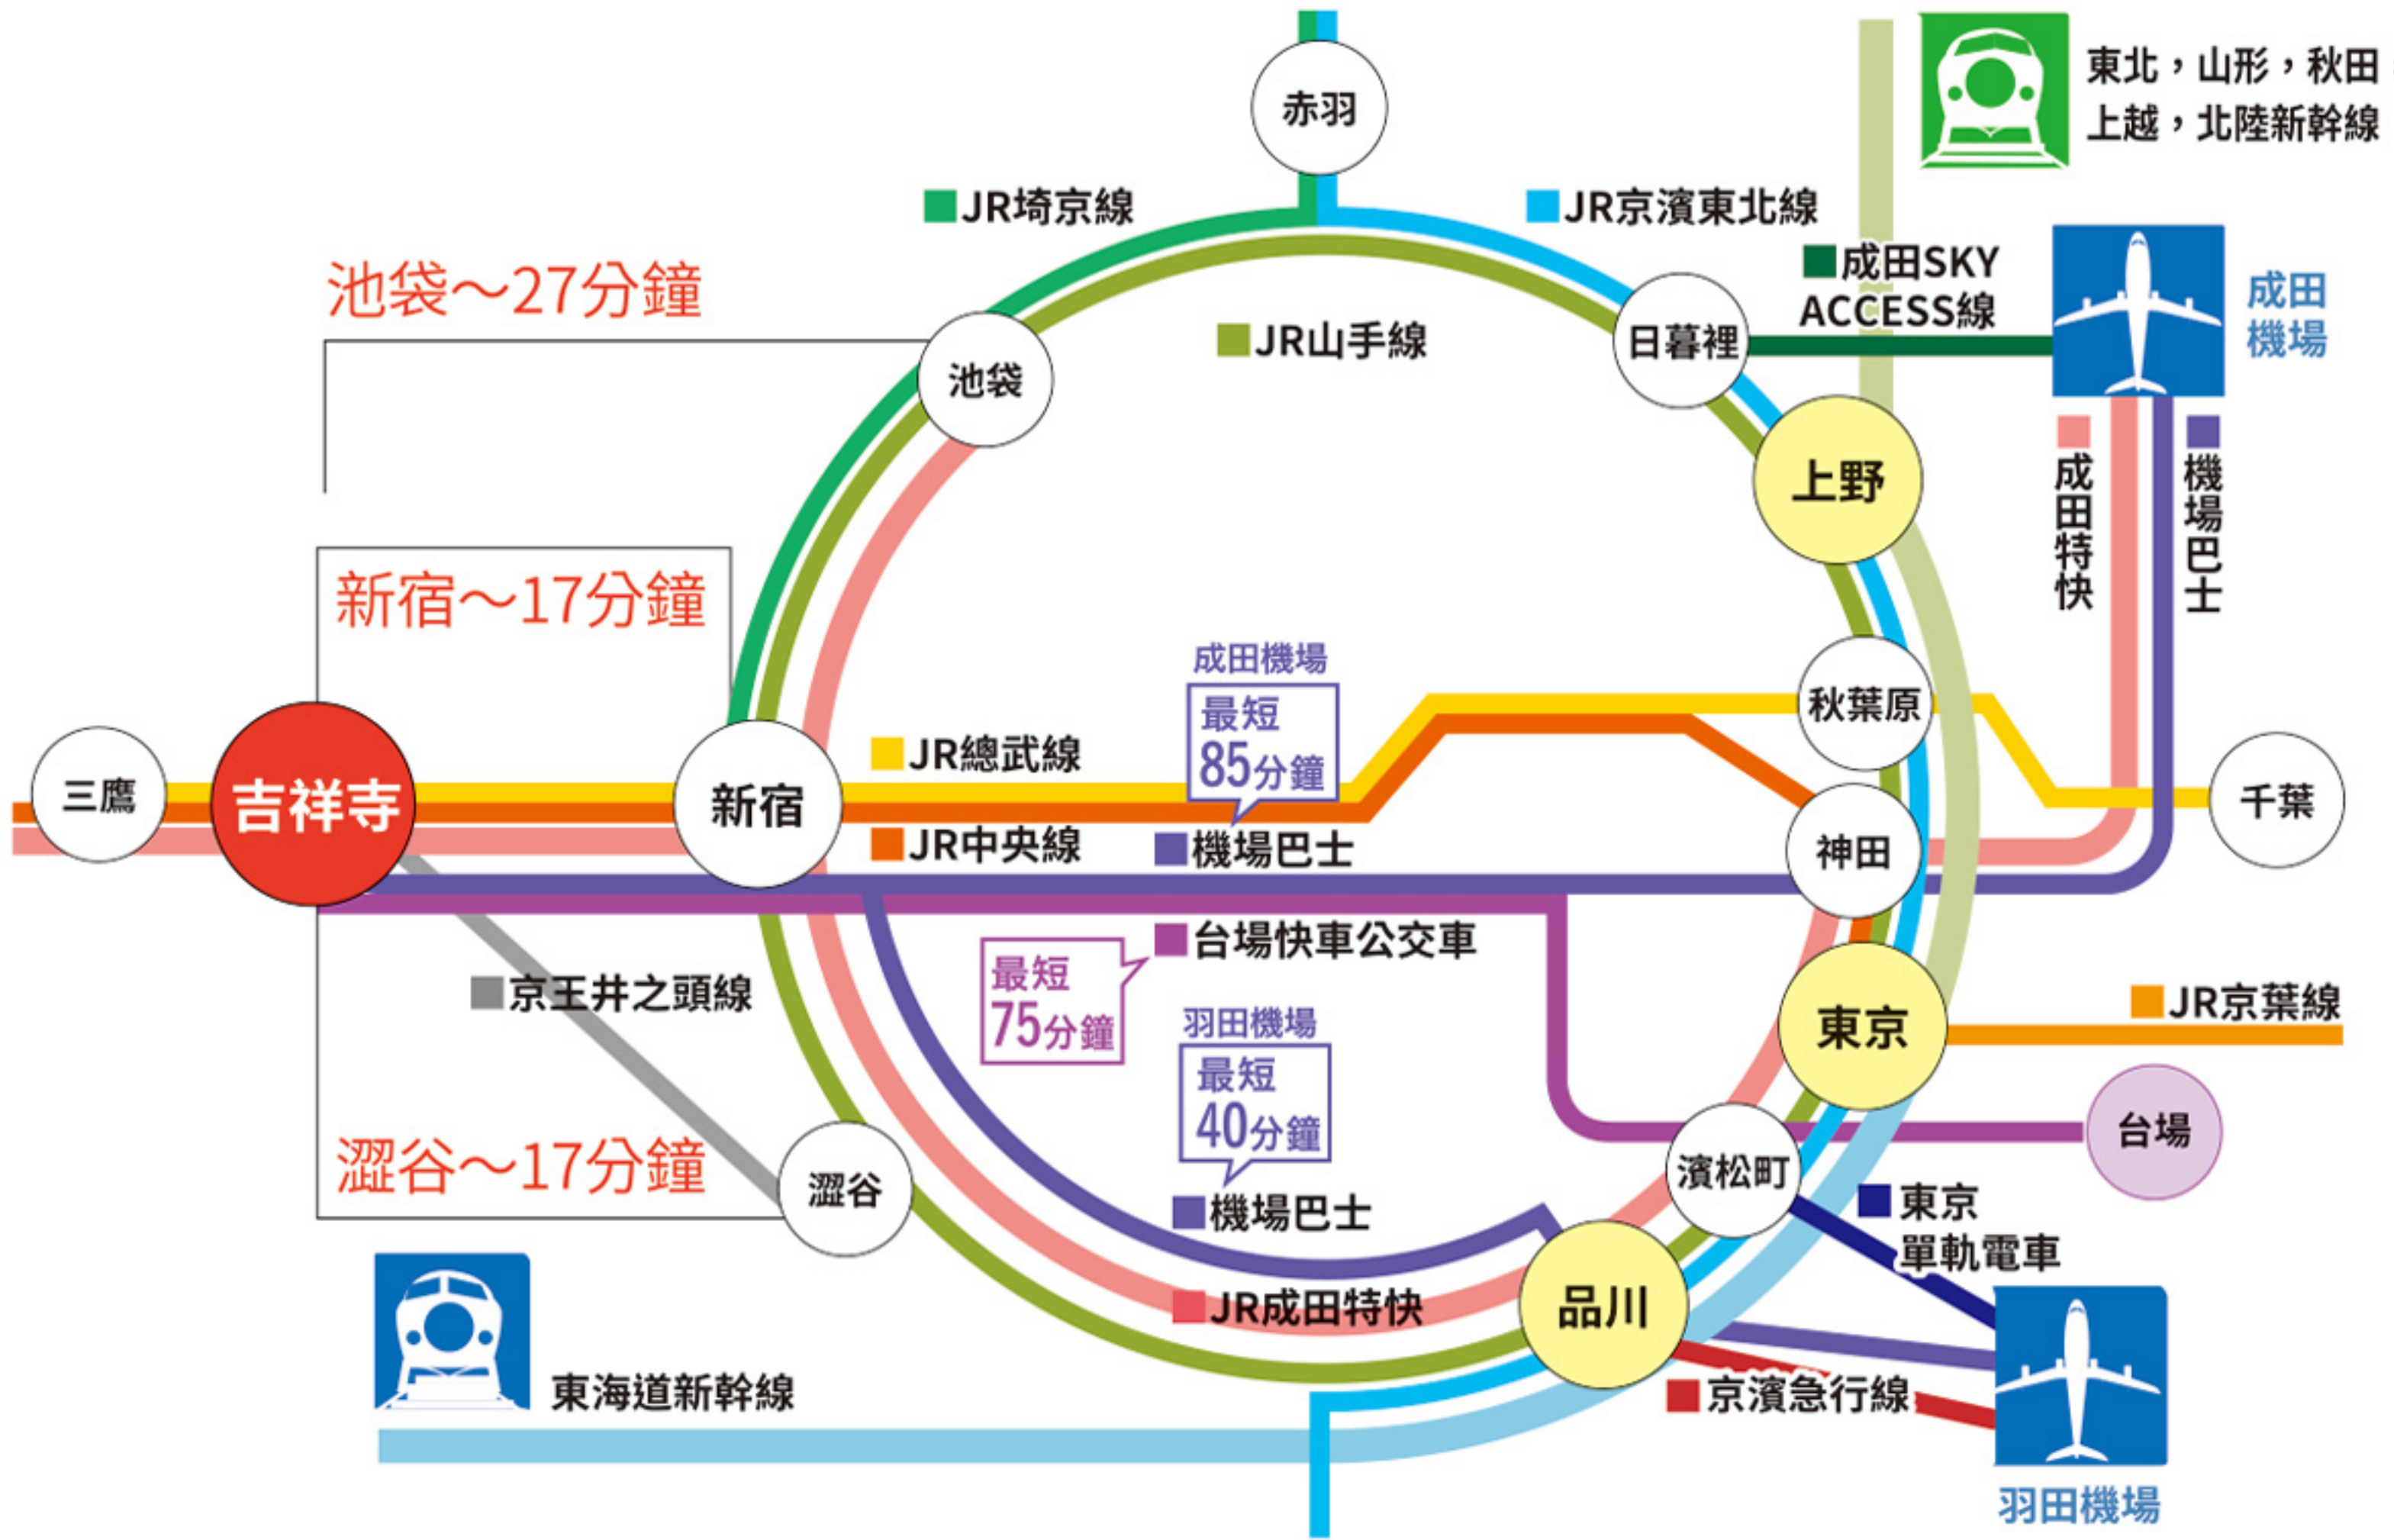 赤羽
東北，山形，秋田
上越，北陸新幹線
JR埼京線
JR京濱東北線
成田SKY
ACCESS線
成田
機場
池袋～27分鐘
JR山手線
日暮裡
池袋
上野
成田特快
機場巴士
新宿～17分鐘
成田機場
最短
85分鐘
秋葉原
三鷹
吉祥寺
新宿
JR總武線
JR中央線
機場巴士
神田
千葉
台場快車公交車
最短
75分鐘
京王井之頭線
羽田機場
最短
40分鐘
機場巴士
東京
JR京葉線
台場
澀谷～17分鐘
澀谷
濱松町
東京
單軌電車
JR成田特快
品川
東海道新幹線
京濱急行線
羽田機場